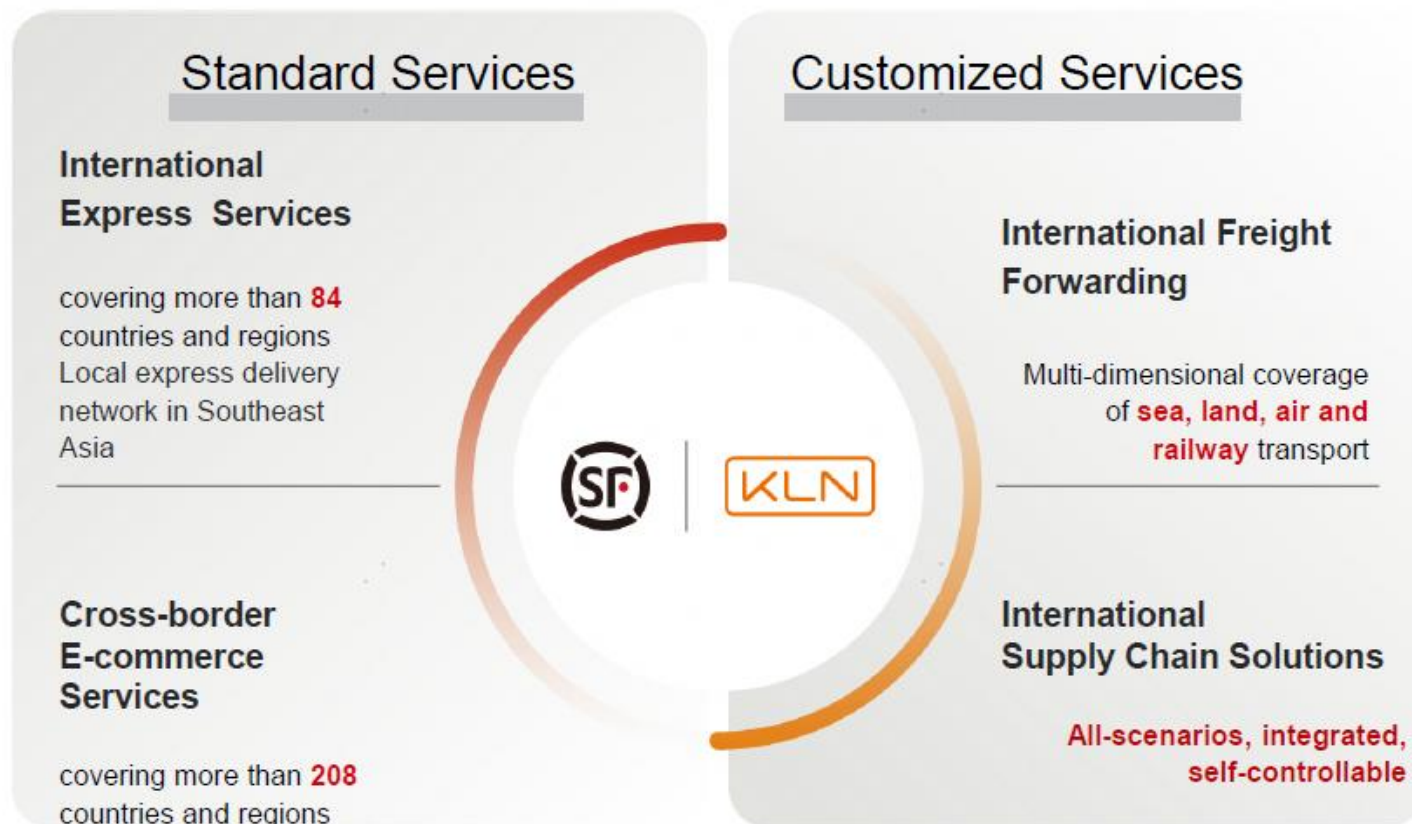 Standard Services
International
Express Services
covering more than 84
countries and regions
Local express delivery
network in Southeast
Asia
Cross-border
E-commerce
Services
covering more than 208
countries and regions
SF
KLN
Customized Services
International Freight
Forwarding
Multi-dimensional coverage
of sea, land, air and
railway transport
International
Supply Chain Solutions
All-scenarios, integrated,
self-controllable